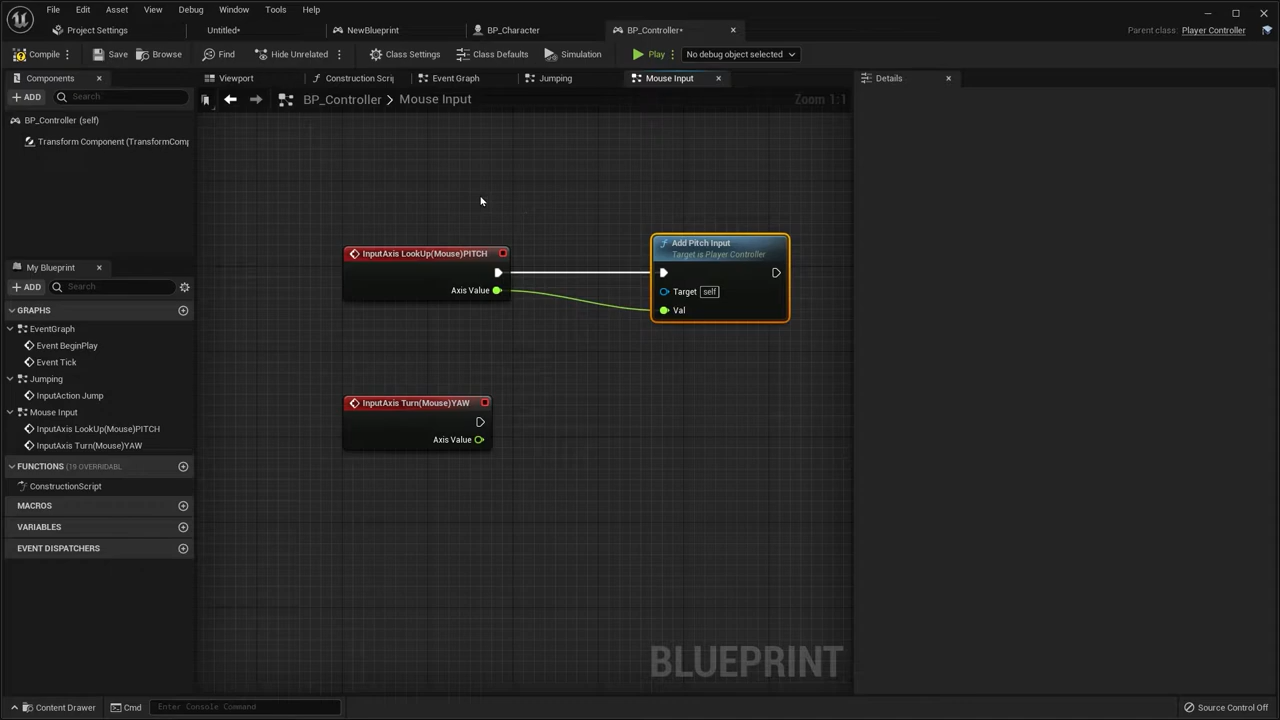 File Edit Asset View Debug Window Tools Help
Project Settings Untitled• NewBlueprint BP_Character BP_Controller• Parent class: Player Controller
Compile Save Browse Find Hide Unrelated Class Settings Class Defaults Simulation Play No debug object selected
Components Viewport Construction Scrip Event Graph Jumping Mouse Input Details
ADD Search BP_Controller > Mouse Input Zoom 1:1
BP_Controller (self)
Transform Component (TransformComp
InputAxis LookUp(Mouse)PITCH
Axis Value
Add Pitch Input
Target is Player Controller
Target self
Val
My Blueprint
ADD Search
GRAPHS
EventGraph
Event BeginPlay
Event Tick
Jumping
InputAction Jump
Mouse Input
InputAxis LookUp(Mouse)PITCH
InputAxis Turn(Mouse)YAW
FUNCTIONS (19 OVERRIDABL
ConstructionScript
MACROS
VARIABLES
EVENT DISPATCHERS
InputAxis Turn(Mouse)YAW
Axis Value
BLUEPRINT
Content Drawer Cmd Enter Console Command Source Control Off